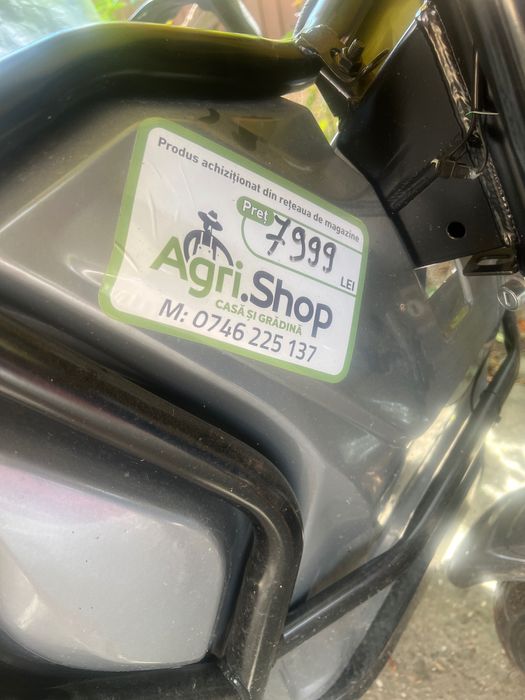 Produs achiziționat din rețeaua de magazine
Preț 7999 LEI
Agri.Shop
CASĂ ȘI GRĂDINĂ
M: 0746 225 137